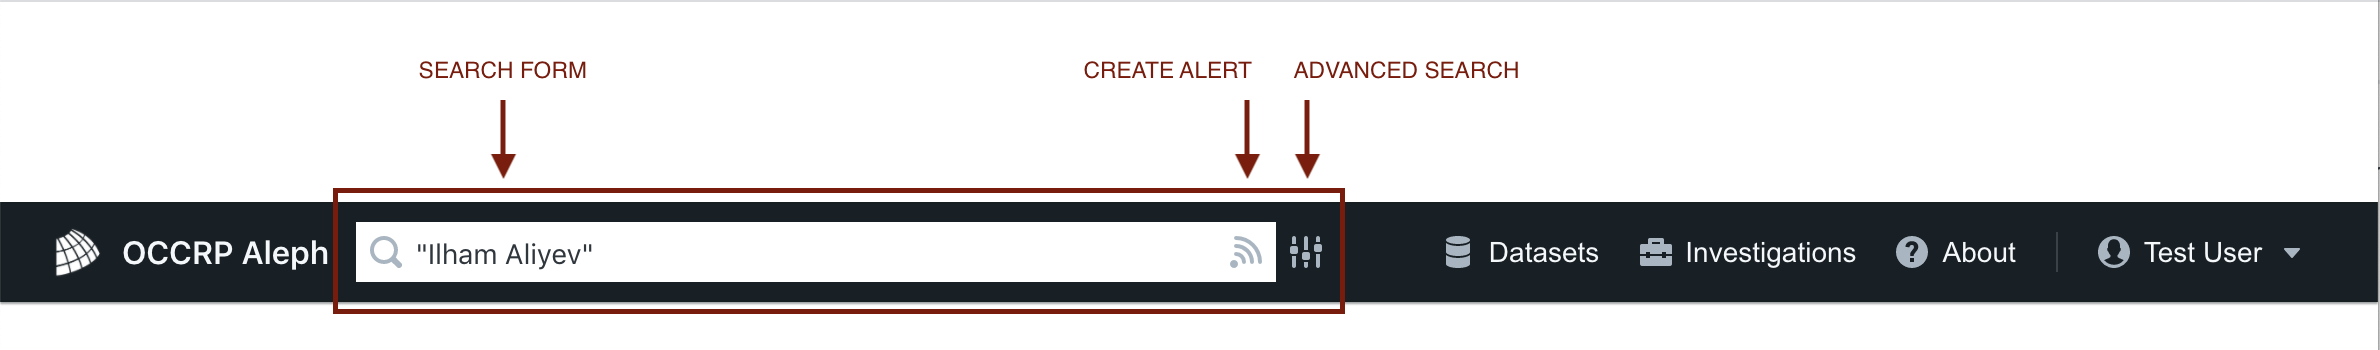 SEARCH FORM CREATE ALERT ADVANCED SEARCH
OCCRP Aleph "Ilham Aliyev" Datasets Investigations About Test User